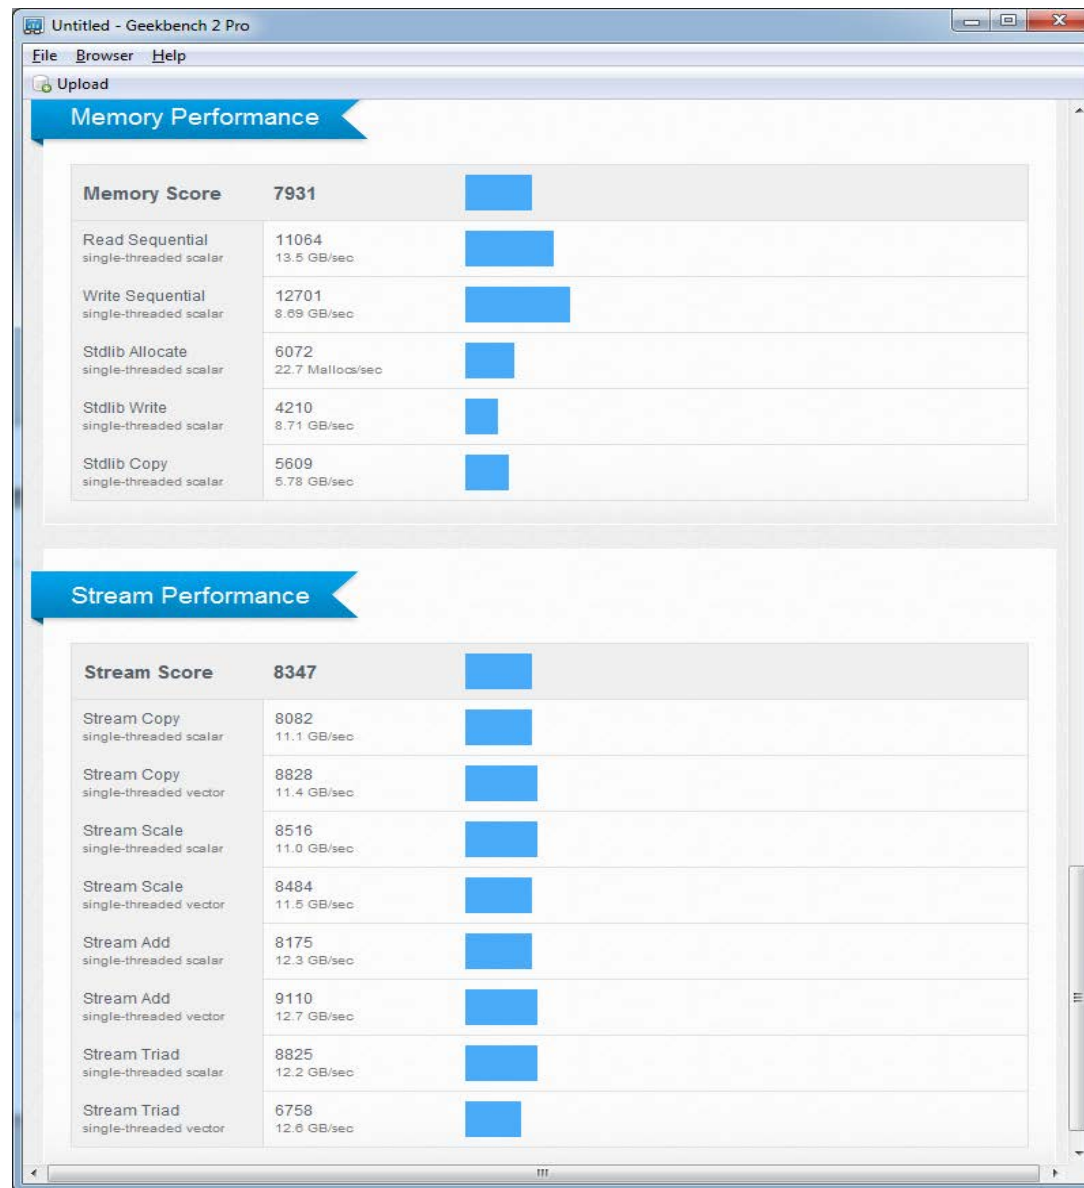 Untitled - Geekbench 2 Pro
File Browser Help
Upload
Memory Performance
Memory Score 7931
Read Sequential 11064
single-threaded scalar 13.5 GB/sec
Write Sequential 12701
single-threaded scalar 8.69 GB/sec
Stdlib Allocate 6072
single-threaded scalar 22.7 Mallocs/sec
Stdlib Write 4210
single-threaded scalar 8.71 GB/sec
Stdlib Copy 5609
single-threaded scalar 5.78 GB/sec
Stream Performance
Stream Score 8347
Stream Copy 8082
single-threaded scalar 11.1 GB/sec
Stream Copy 8828
single-threaded vector 11.4 GB/sec
Stream Scale 8516
single-threaded scalar 11.0 GB/sec
Stream Scale 8484
single-threaded vector 11.5 GB/sec
Stream Add 8175
single-threaded scalar 12.3 GB/sec
Stream Add 9110
single-threaded vector 12.7 GB/sec
Stream Triad 8825
single-threaded scalar 12.2 GB/sec
Stream Triad 6758
single-threaded vector 12.6 GB/sec